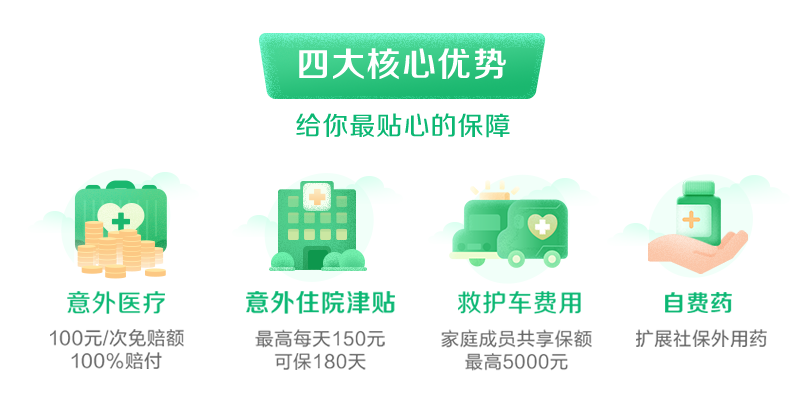 四大核心优势
给你最贴心的保障
意外医疗
100元/次免赔额
100%赔付
意外住院津贴
最高每天150元
可保180天
救护车费用
家庭成员共享保额
最高5000元
自费药
扩展社保外用药